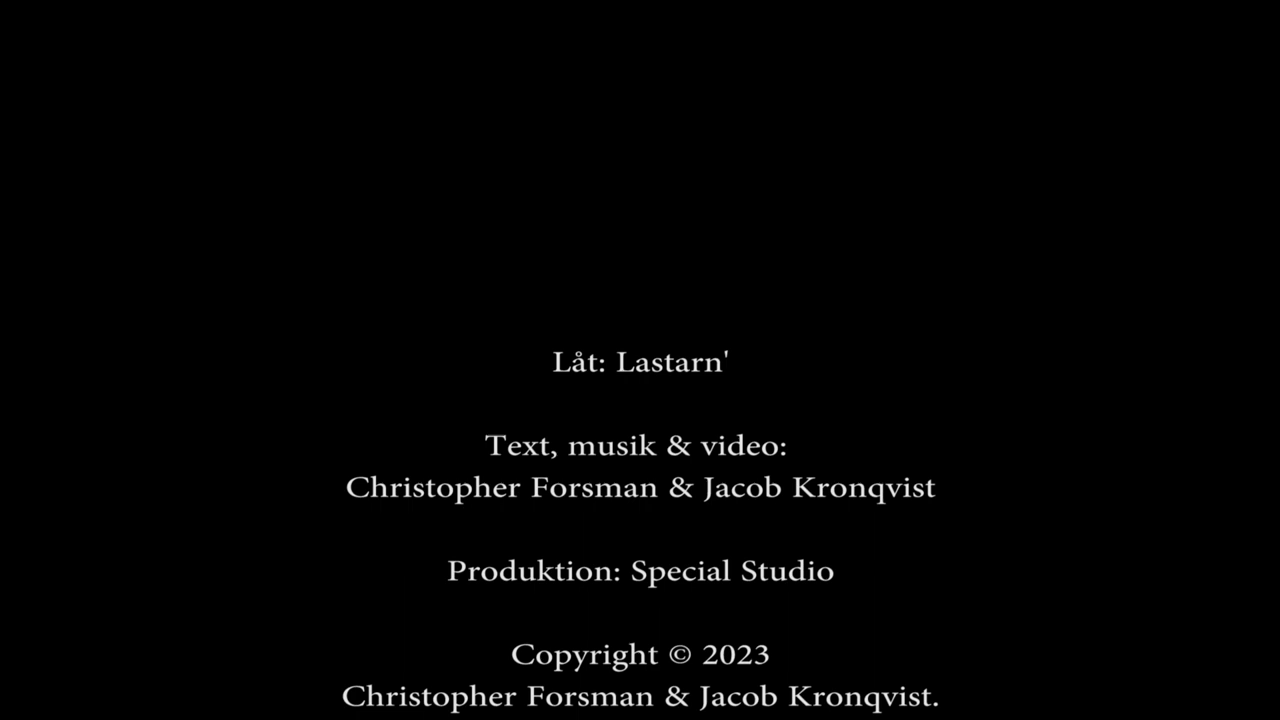 Låt: Lastarn'
Text, musik & video:
Christopher Forsman & Jacob Kronqvist
Produktion: Special Studio
Copyright © 2023
Christopher Forsman & Jacob Kronqvist.